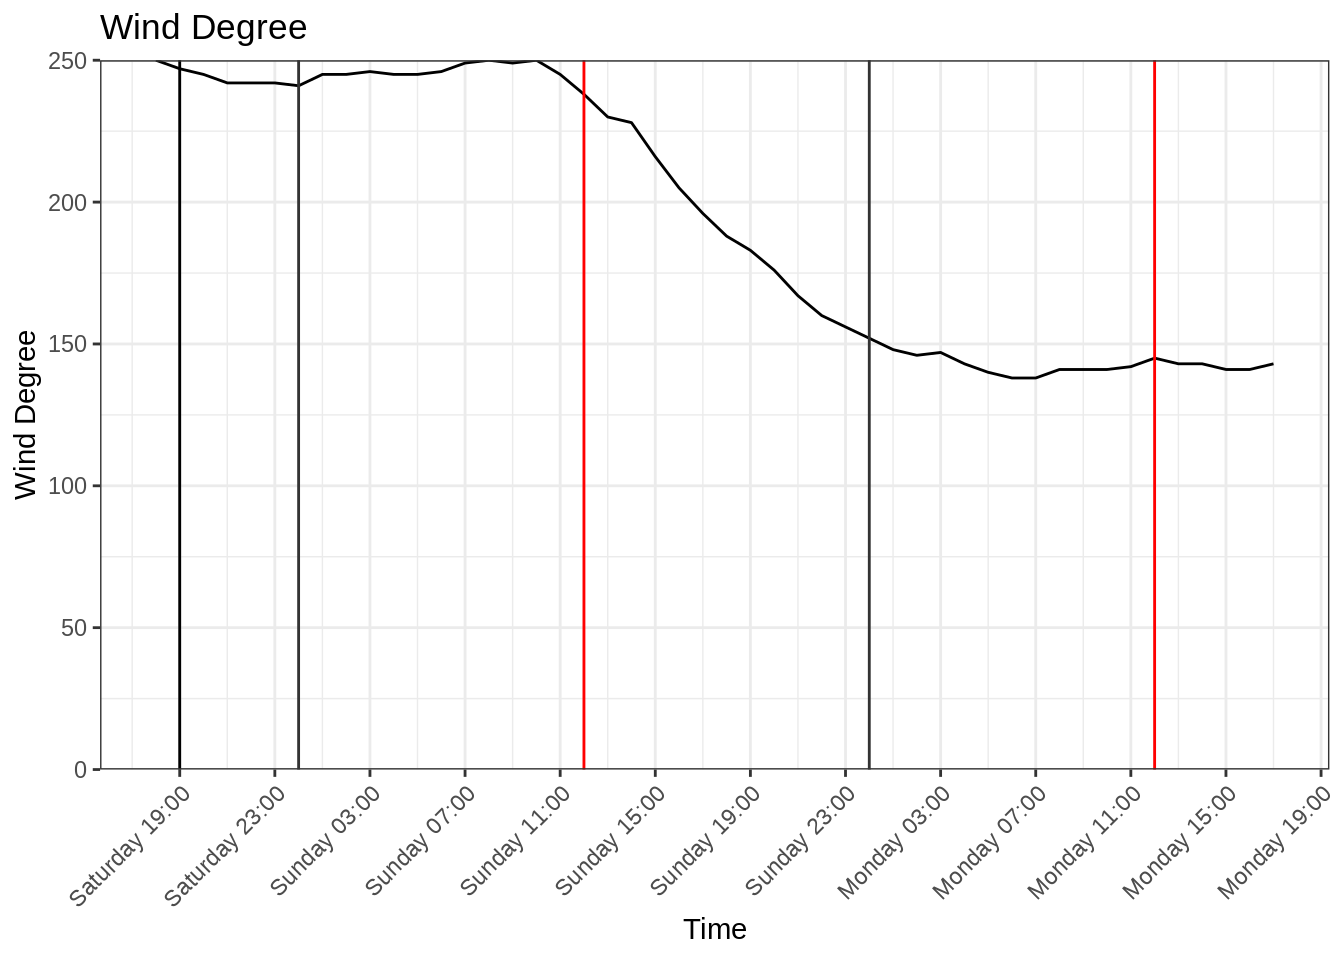 Wind Degree
Wind Degree
250
200
150
100
50
0
Saturday 19:00
Saturday 23:00
Sunday 03:00
Sunday 07:00
Sunday 11:00
Sunday 15:00
Sunday 19:00
Sunday 23:00
Monday 03:00
Monday 07:00
Monday 11:00
Monday 15:00
Monday 19:00
Time